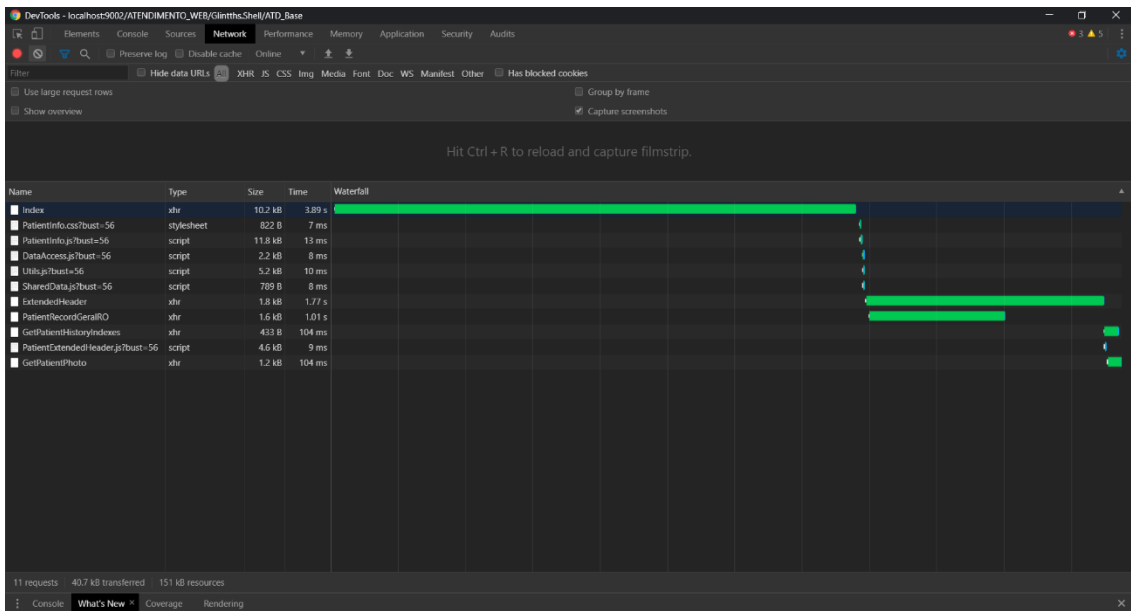 DevTools - localhost:9002/ATENDIMENTO_WEB/Glintths.Shell/ATD_Base
Elements Console Sources Network Performance Memory Application Security Audits 3 5
Preserve log Disable cache Online
Filter Hide data URLs All XHR JS CSS Img Media Font Doc WS Manifest Other Has blocked cookies
Use large request rows Group by frame
Show overview Capture screenshots
Hit Ctrl + R to reload and capture filmstrip.
Name Type Size Time Waterfall
Index xhr 10.2 kB 3.89 s
PatientInfo.css?bust=56 stylesheet 822 B 7 ms
PatientInfo.js?bust=56 script 11.8 kB 13 ms
DataAccess.js?bust=56 script 2.2 kB 8 ms
Utils.js?bust=56 script 5.2 kB 10 ms
SharedData.js?bust=56 script 789 B 8 ms
ExtendedHeader xhr 1.8 kB 1.77 s
PatientRecordGeralRO xhr 1.6 kB 1.01 s
GetPatientHistoryIndexes xhr 433 B 104 ms
PatientExtendedHeader.js?bust=56 script 4.6 kB 9 ms
GetPatientPhoto xhr 1.2 kB 104 ms
11 requests 40.7 kB transferred 151 kB resources
Console What's New × Coverage Rendering